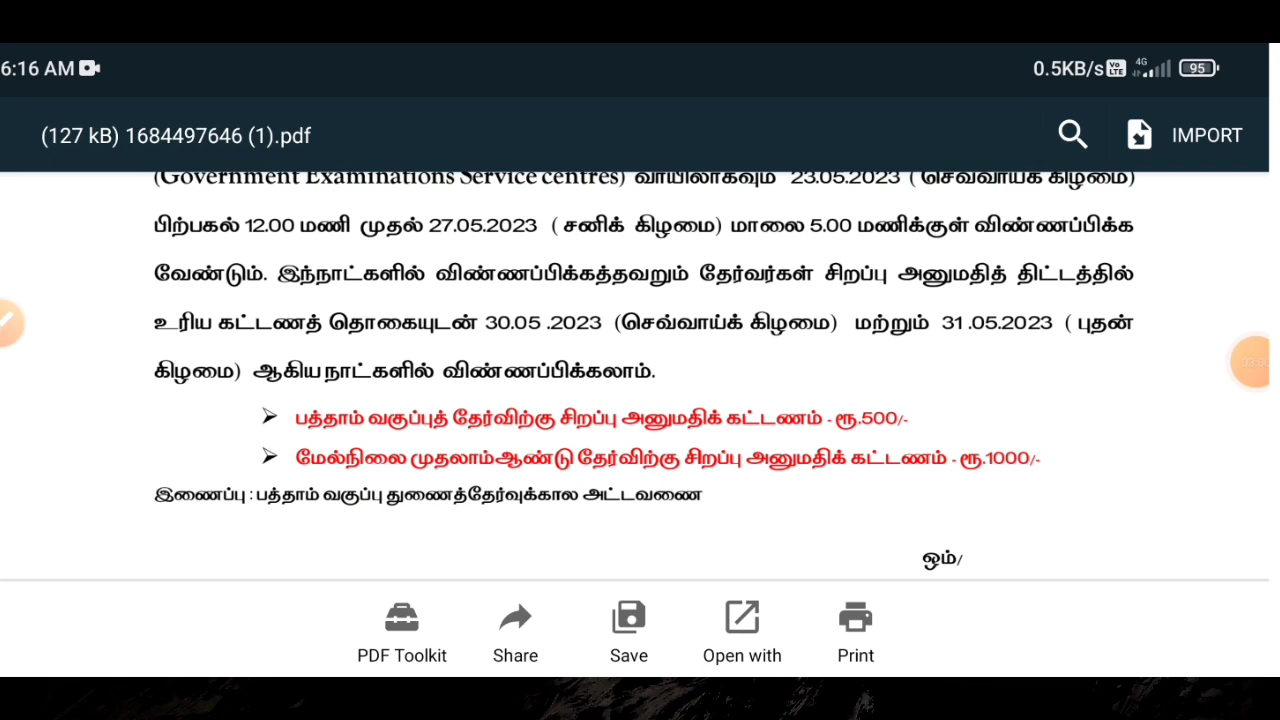 6:16 AM 0.5KB/s Vo LTE 4G 95
(127 kB) 1684497646 (1).pdf IMPORT
(Government Examinations Service centres) வாயிலாகவும் 23.05.2023 ( செவ்வாய்க் கிழமை)
பிற்பகல் 12.00 மணி முதல் 27.05.2023 ( சனிக் கிழமை) மாலை 5.00 மணிக்குள் விண்ணப்பிக்க
வேண்டும். இந்நாட்களில் விண்ணப்பிக்கத்தவறும் தேர்வர்கள் சிறப்பு அனுமதித் திட்டத்தில்
உரிய கட்டணத் தொகையுடன் 30.05 .2023 (செவ்வாய்க் கிழமை) மற்றும் 31 .05.2023 ( புதன்
கிழமை) ஆகிய நாட்களில் விண்ணப்பிக்கலாம்.
➢ பத்தாம் வகுப்புத் தேர்விற்கு சிறப்பு அனுமதிக் கட்டணம் - ரூ.500/-
➢ மேல்நிலை முதலாம்ஆண்டு தேர்விற்கு சிறப்பு அனுமதிக் கட்டணம் - ரூ.1000/-
இணைப்பு : பத்தாம் வகுப்பு துணைத்தேர்வுக்கால அட்டவணை
ஒம்/
PDF Toolkit Share Save Open with Print